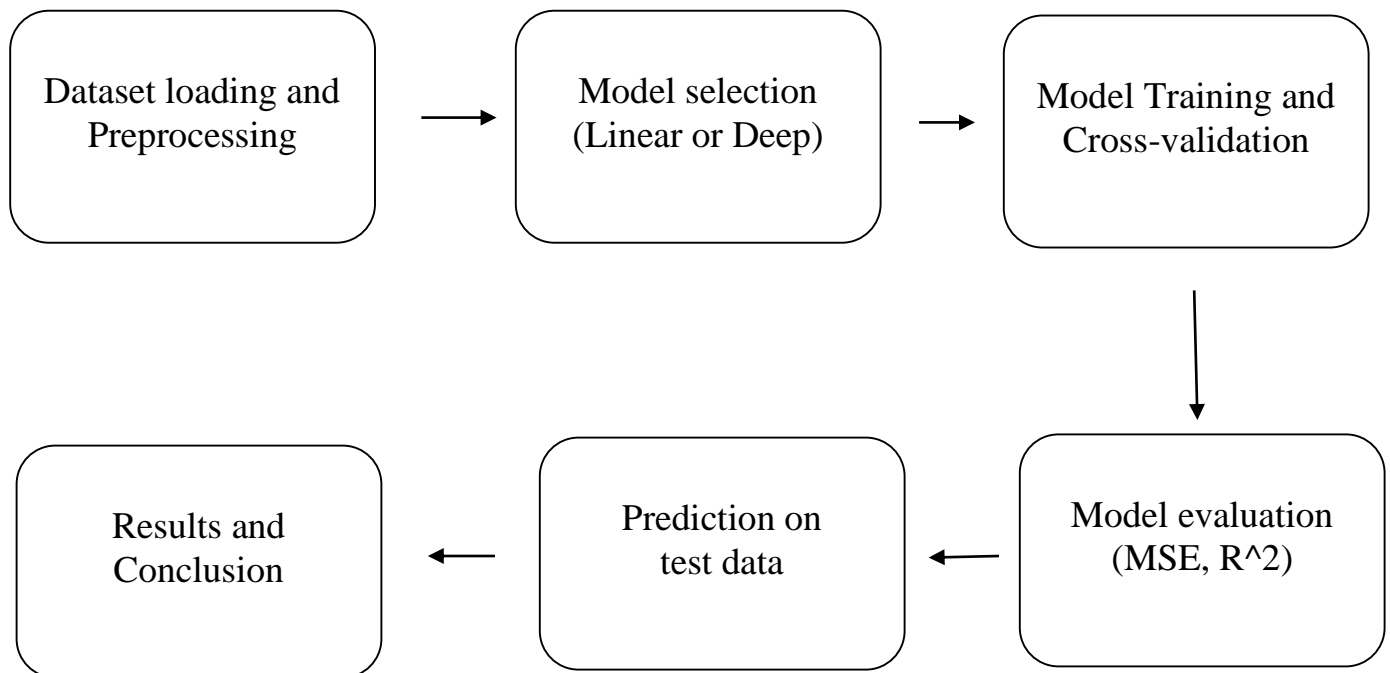 Dataset loading and
Preprocessing
Model selection
(Linear or Deep)
Model Training and
Cross-validation
Model evaluation
(MSE, R^2)
Prediction on
test data
Results and
Conclusion